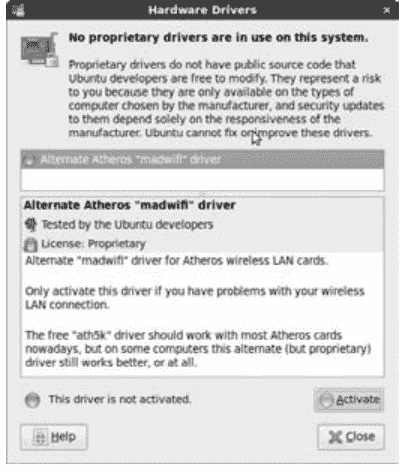 Hardware Drivers
No proprietary drivers are in use on this system.
Proprietary drivers do not have public source code that
Ubuntu developers are free to modify. They represent a risk
to you because they are only available on the types of
computer chosen by the manufacturer, and security updates
to them depend solely on the responsiveness of the
manufacturer. Ubuntu cannot fix or improve these drivers.
Alternate Atheros "madwifi" driver
Alternate Atheros "madwifi" driver
Tested by the Ubuntu developers
License: Proprietary
Alternate "madwifi" driver for Atheros wireless LAN cards.
Only activate this driver if you have problems with your wireless
LAN connection.
The free "ath5k" driver should work with most Atheros cards
nowadays, but on some computers this alternate (but proprietary)
driver still works better, or at all.
This driver is not activated.
Activate
Help
Close